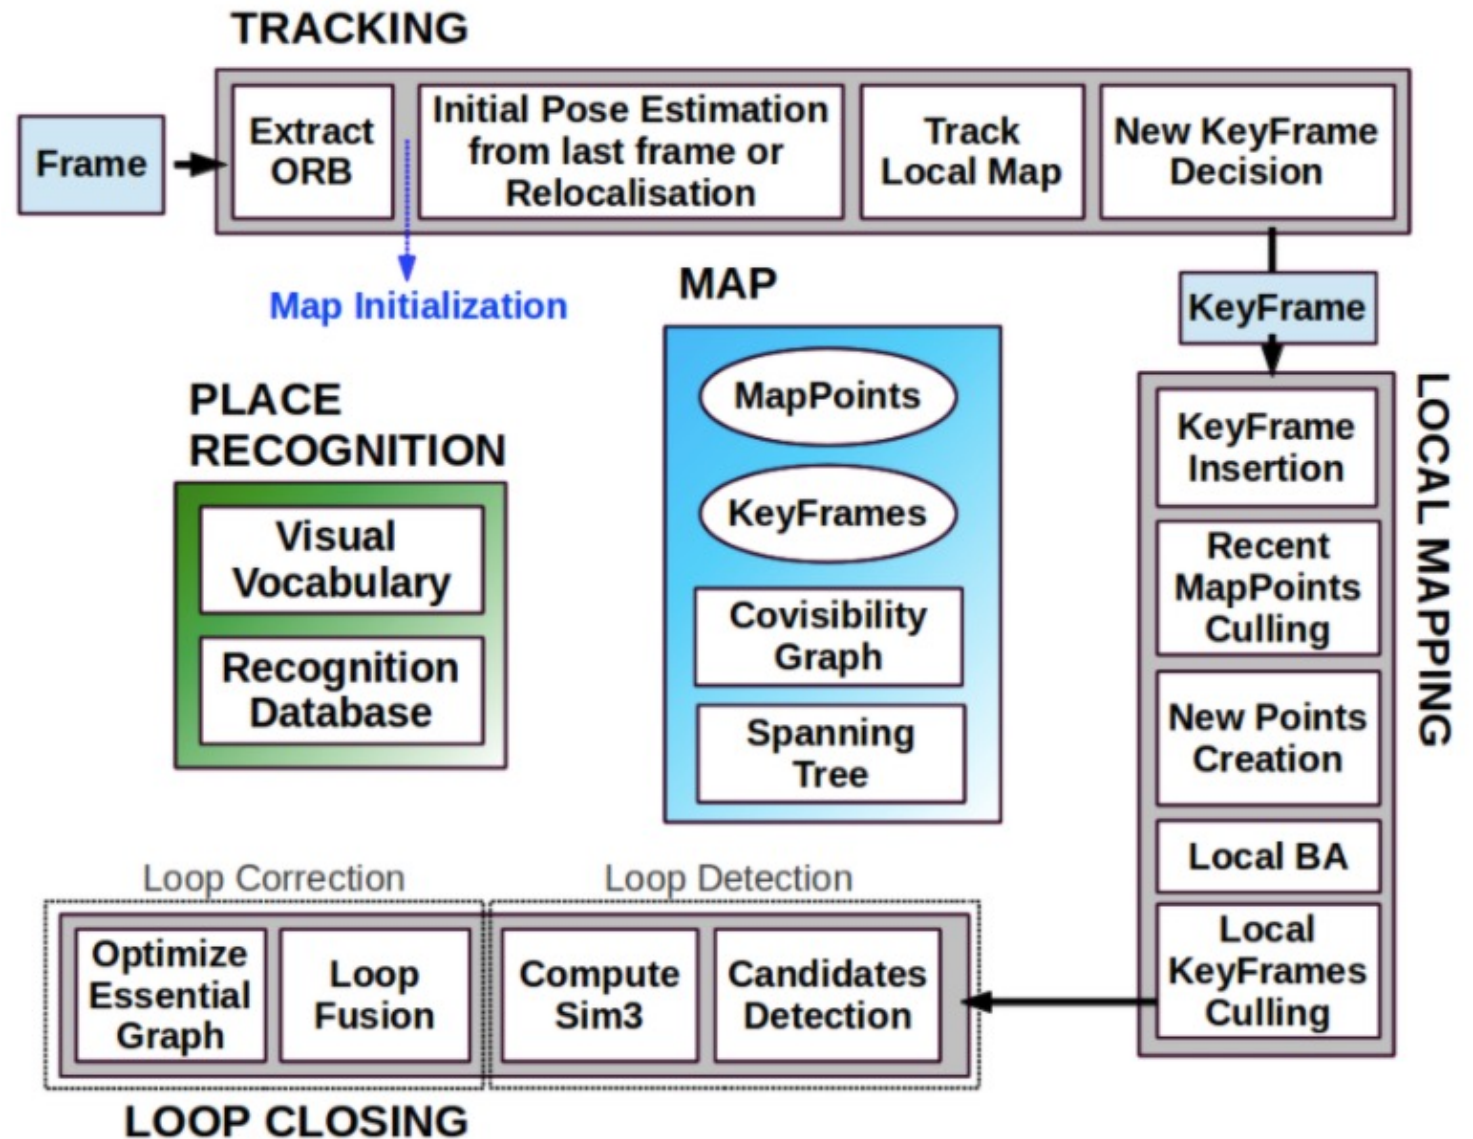 TRACKING
Frame
Extract
ORB
Initial Pose Estimation
from last frame or
Relocalisation
Track
Local Map
New KeyFrame
Decision
Map Initialization
KeyFrame
MAP
MapPoints
KeyFrames
Covisibility
Graph
Spanning
Tree
PLACE
RECOGNITION
Visual
Vocabulary
Recognition
Database
LOCAL MAPPING
KeyFrame
Insertion
Recent
MapPoints
Culling
New Points
Creation
Local BA
Local
KeyFrames
Culling
Loop Correction
Loop Detection
Optimize
Essential
Graph
Loop
Fusion
Compute
Sim3
Candidates
Detection
LOOP CLOSING